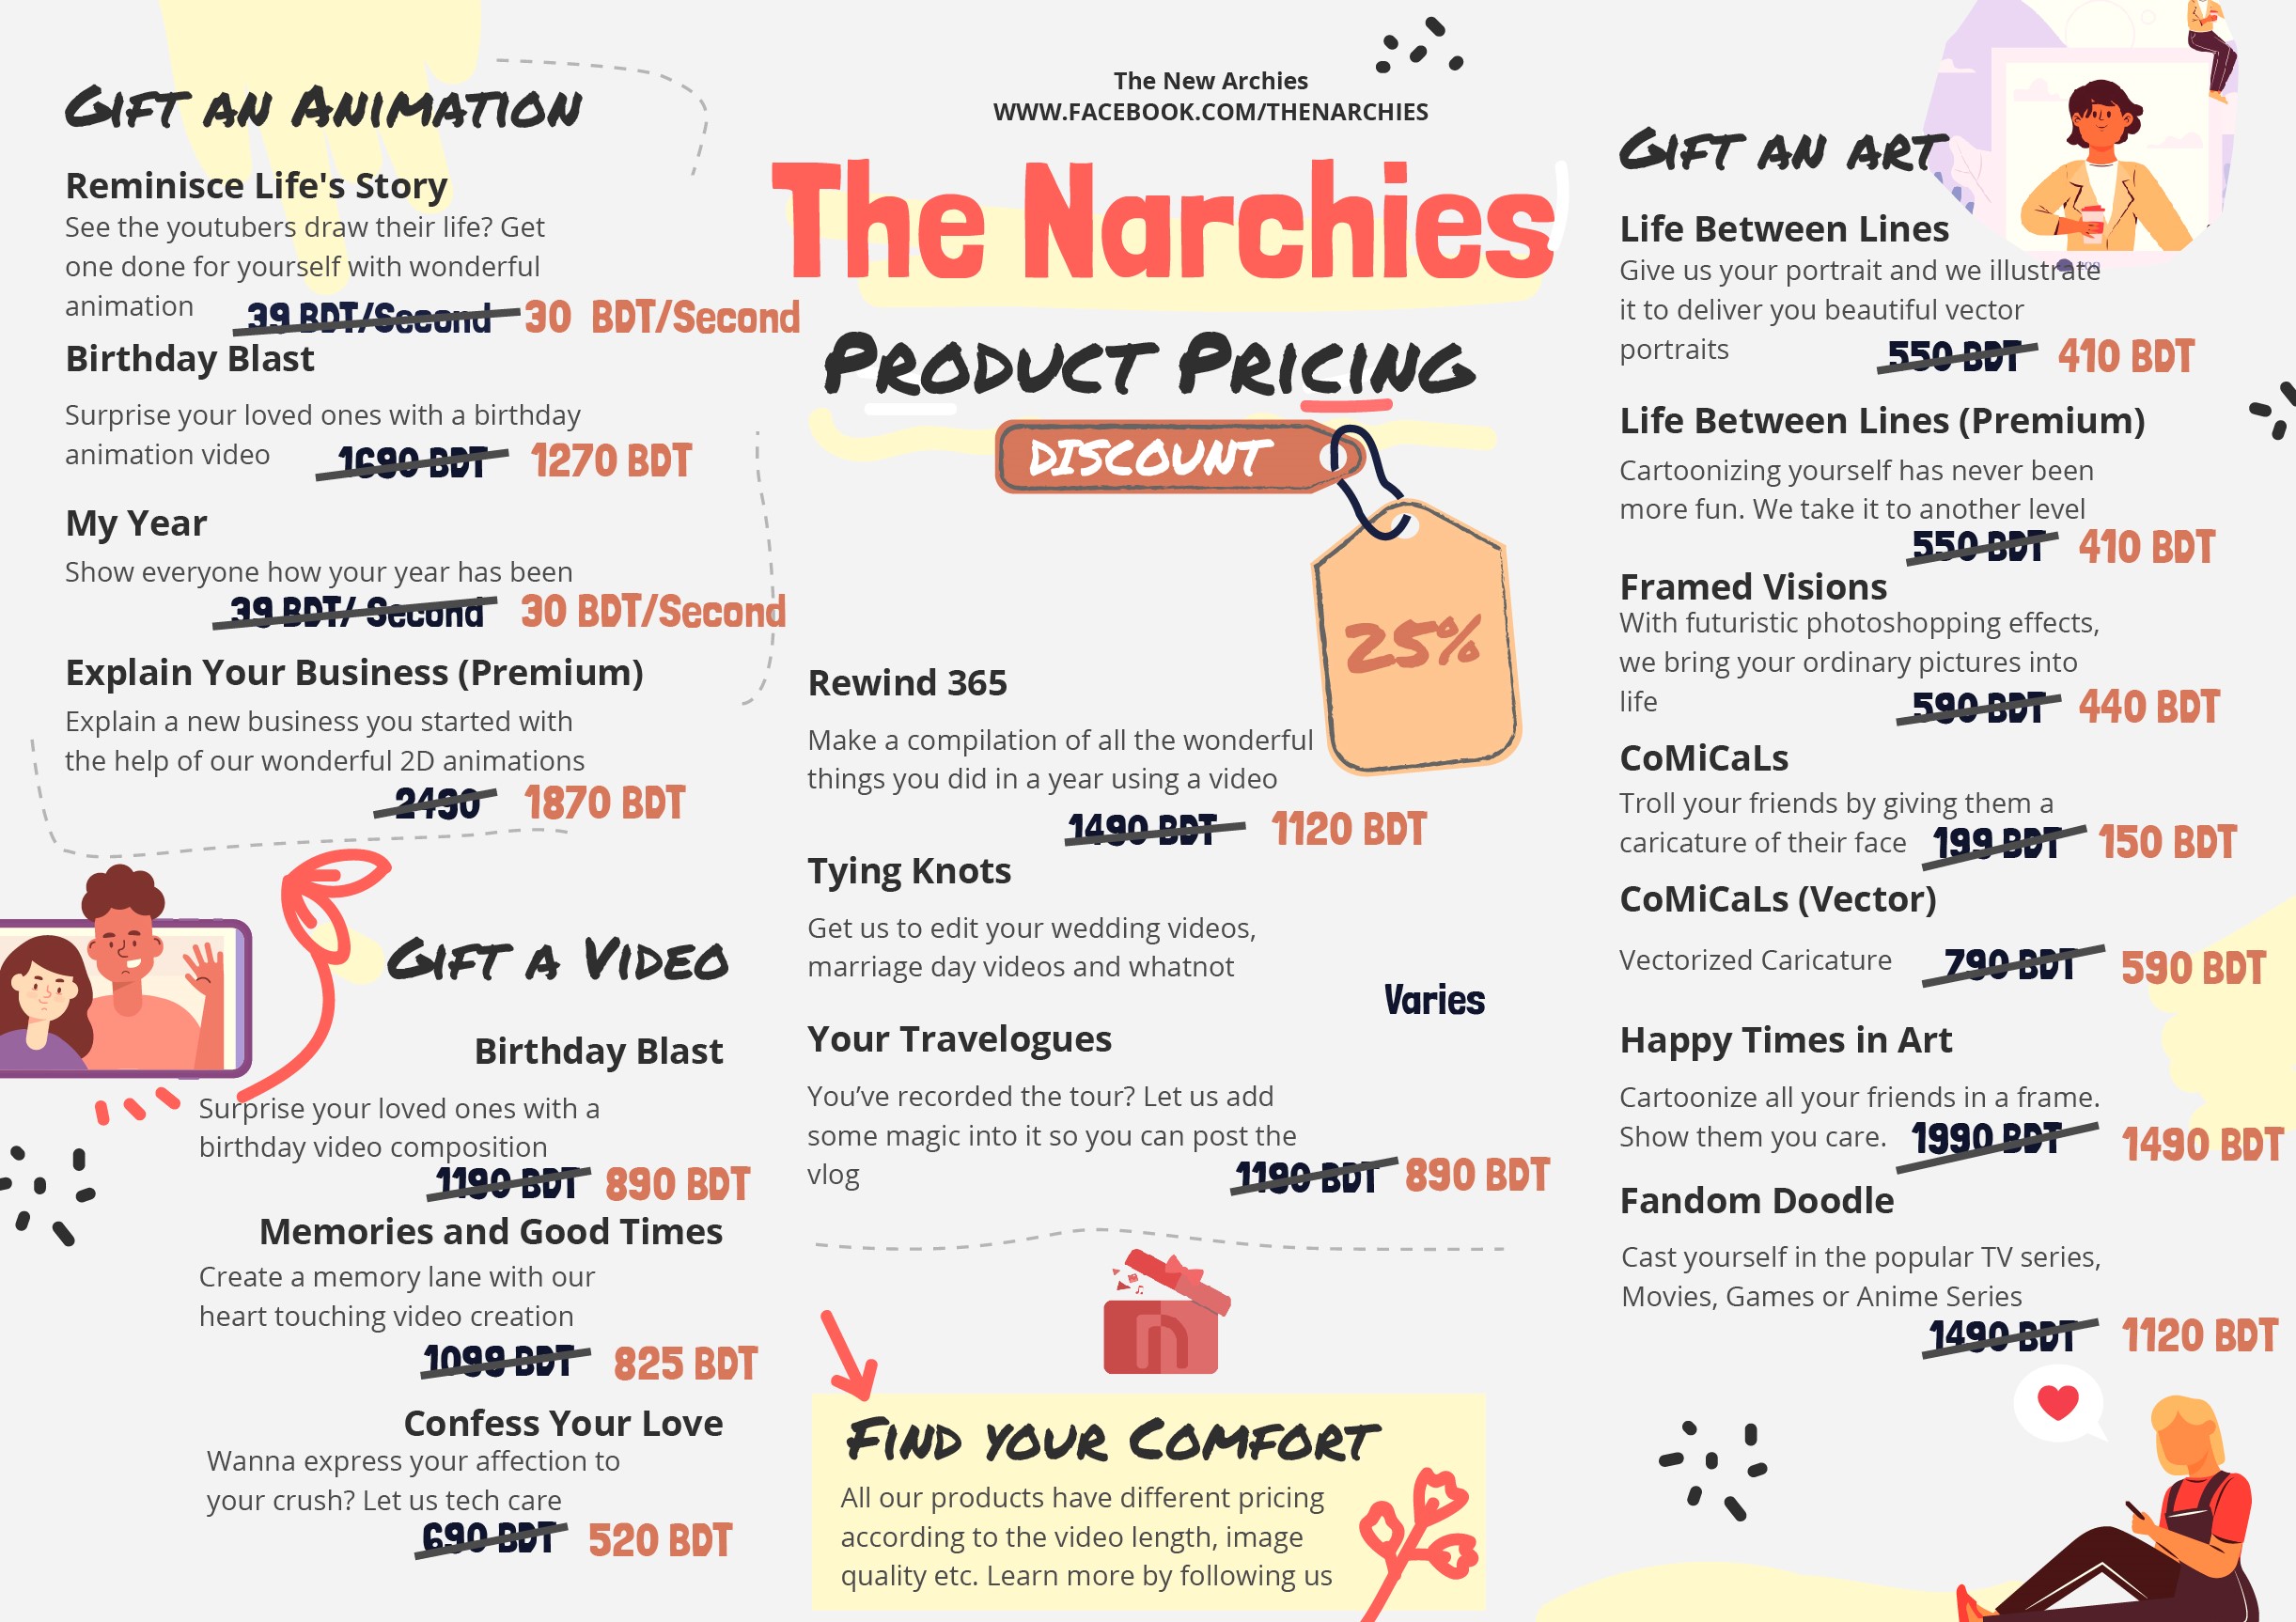 Gift an Animation
Reminisce Life's Story
See the youtubers draw their life? Get
one done for yourself with wonderful
animation
39 BDT/Second 30 BDT/Second
Birthday Blast
Surprise your loved ones with a birthday
animation video
1690 BDT 1270 BDT
My Year
Show everyone how your year has been
39 BDT/ Second 30 BDT/Second
Explain Your Business (Premium)
Explain a new business you started with
the help of our wonderful 2D animations
2490 1870 BDT
Gift a Video
Birthday Blast
Surprise your loved ones with a
birthday video composition
1190 BDT 890 BDT
Memories and Good Times
Create a memory lane with our
heart touching video creation
1099 BDT 825 BDT
Confess Your Love
Wanna express your affection to
your crush? Let us tech care
690 BDT 520 BDT
The New Archies
WWW.FACEBOOK.COM/THENARCHIES
The Narchies
Product Pricing
DISCOUNT
25%
Rewind 365
Make a compilation of all the wonderful
things you did in a year using a video
1490 BDT 1120 BDT
Tying Knots
Get us to edit your wedding videos,
marriage day videos and whatnot
Varies
Your Travelogues
You’ve recorded the tour? Let us add
some magic into it so you can post the
vlog
1190 BDT 890 BDT
Find your Comfort
All our products have different pricing
according to the video length, image
quality etc. Learn more by following us
Gift an art
Life Between Lines
Give us your portrait and we illustrate
it to deliver you beautiful vector
portraits
550 BDT 410 BDT
Life Between Lines (Premium)
Cartoonizing yourself has never been
more fun. We take it to another level
550 BDT 410 BDT
Framed Visions
With futuristic photoshopping effects,
we bring your ordinary pictures into
life
590 BDT 440 BDT
CoMiCaLs
Troll your friends by giving them a
caricature of their face
199 BDT 150 BDT
CoMiCaLs (Vector)
Vectorized Caricature
790 BDT 590 BDT
Happy Times in Art
Cartoonize all your friends in a frame.
Show them you care.
1990 BDT 1490 BDT
Fandom Doodle
Cast yourself in the popular TV series,
Movies, Games or Anime Series
1490 BDT 1120 BDT